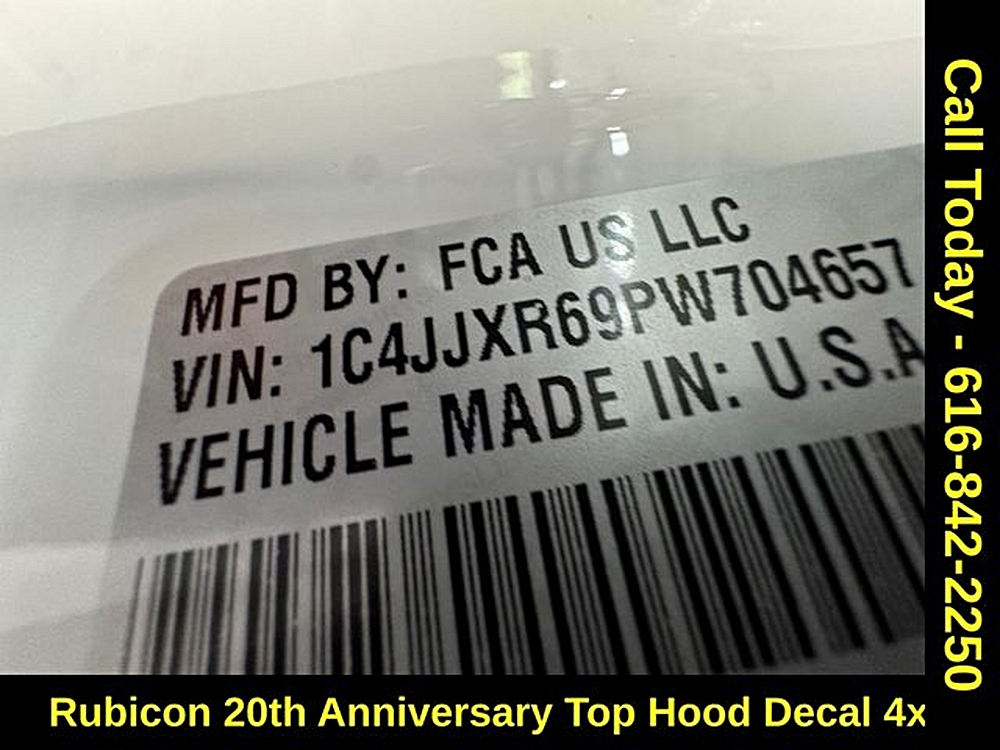 MFD BY: FCA US LLC
VIN: 1C4JJXR69PW704657
VEHICLE MADE IN: U.S.A
Call Today - 616-842-2250
Rubicon 20th Anniversary Top Hood Decal 4x